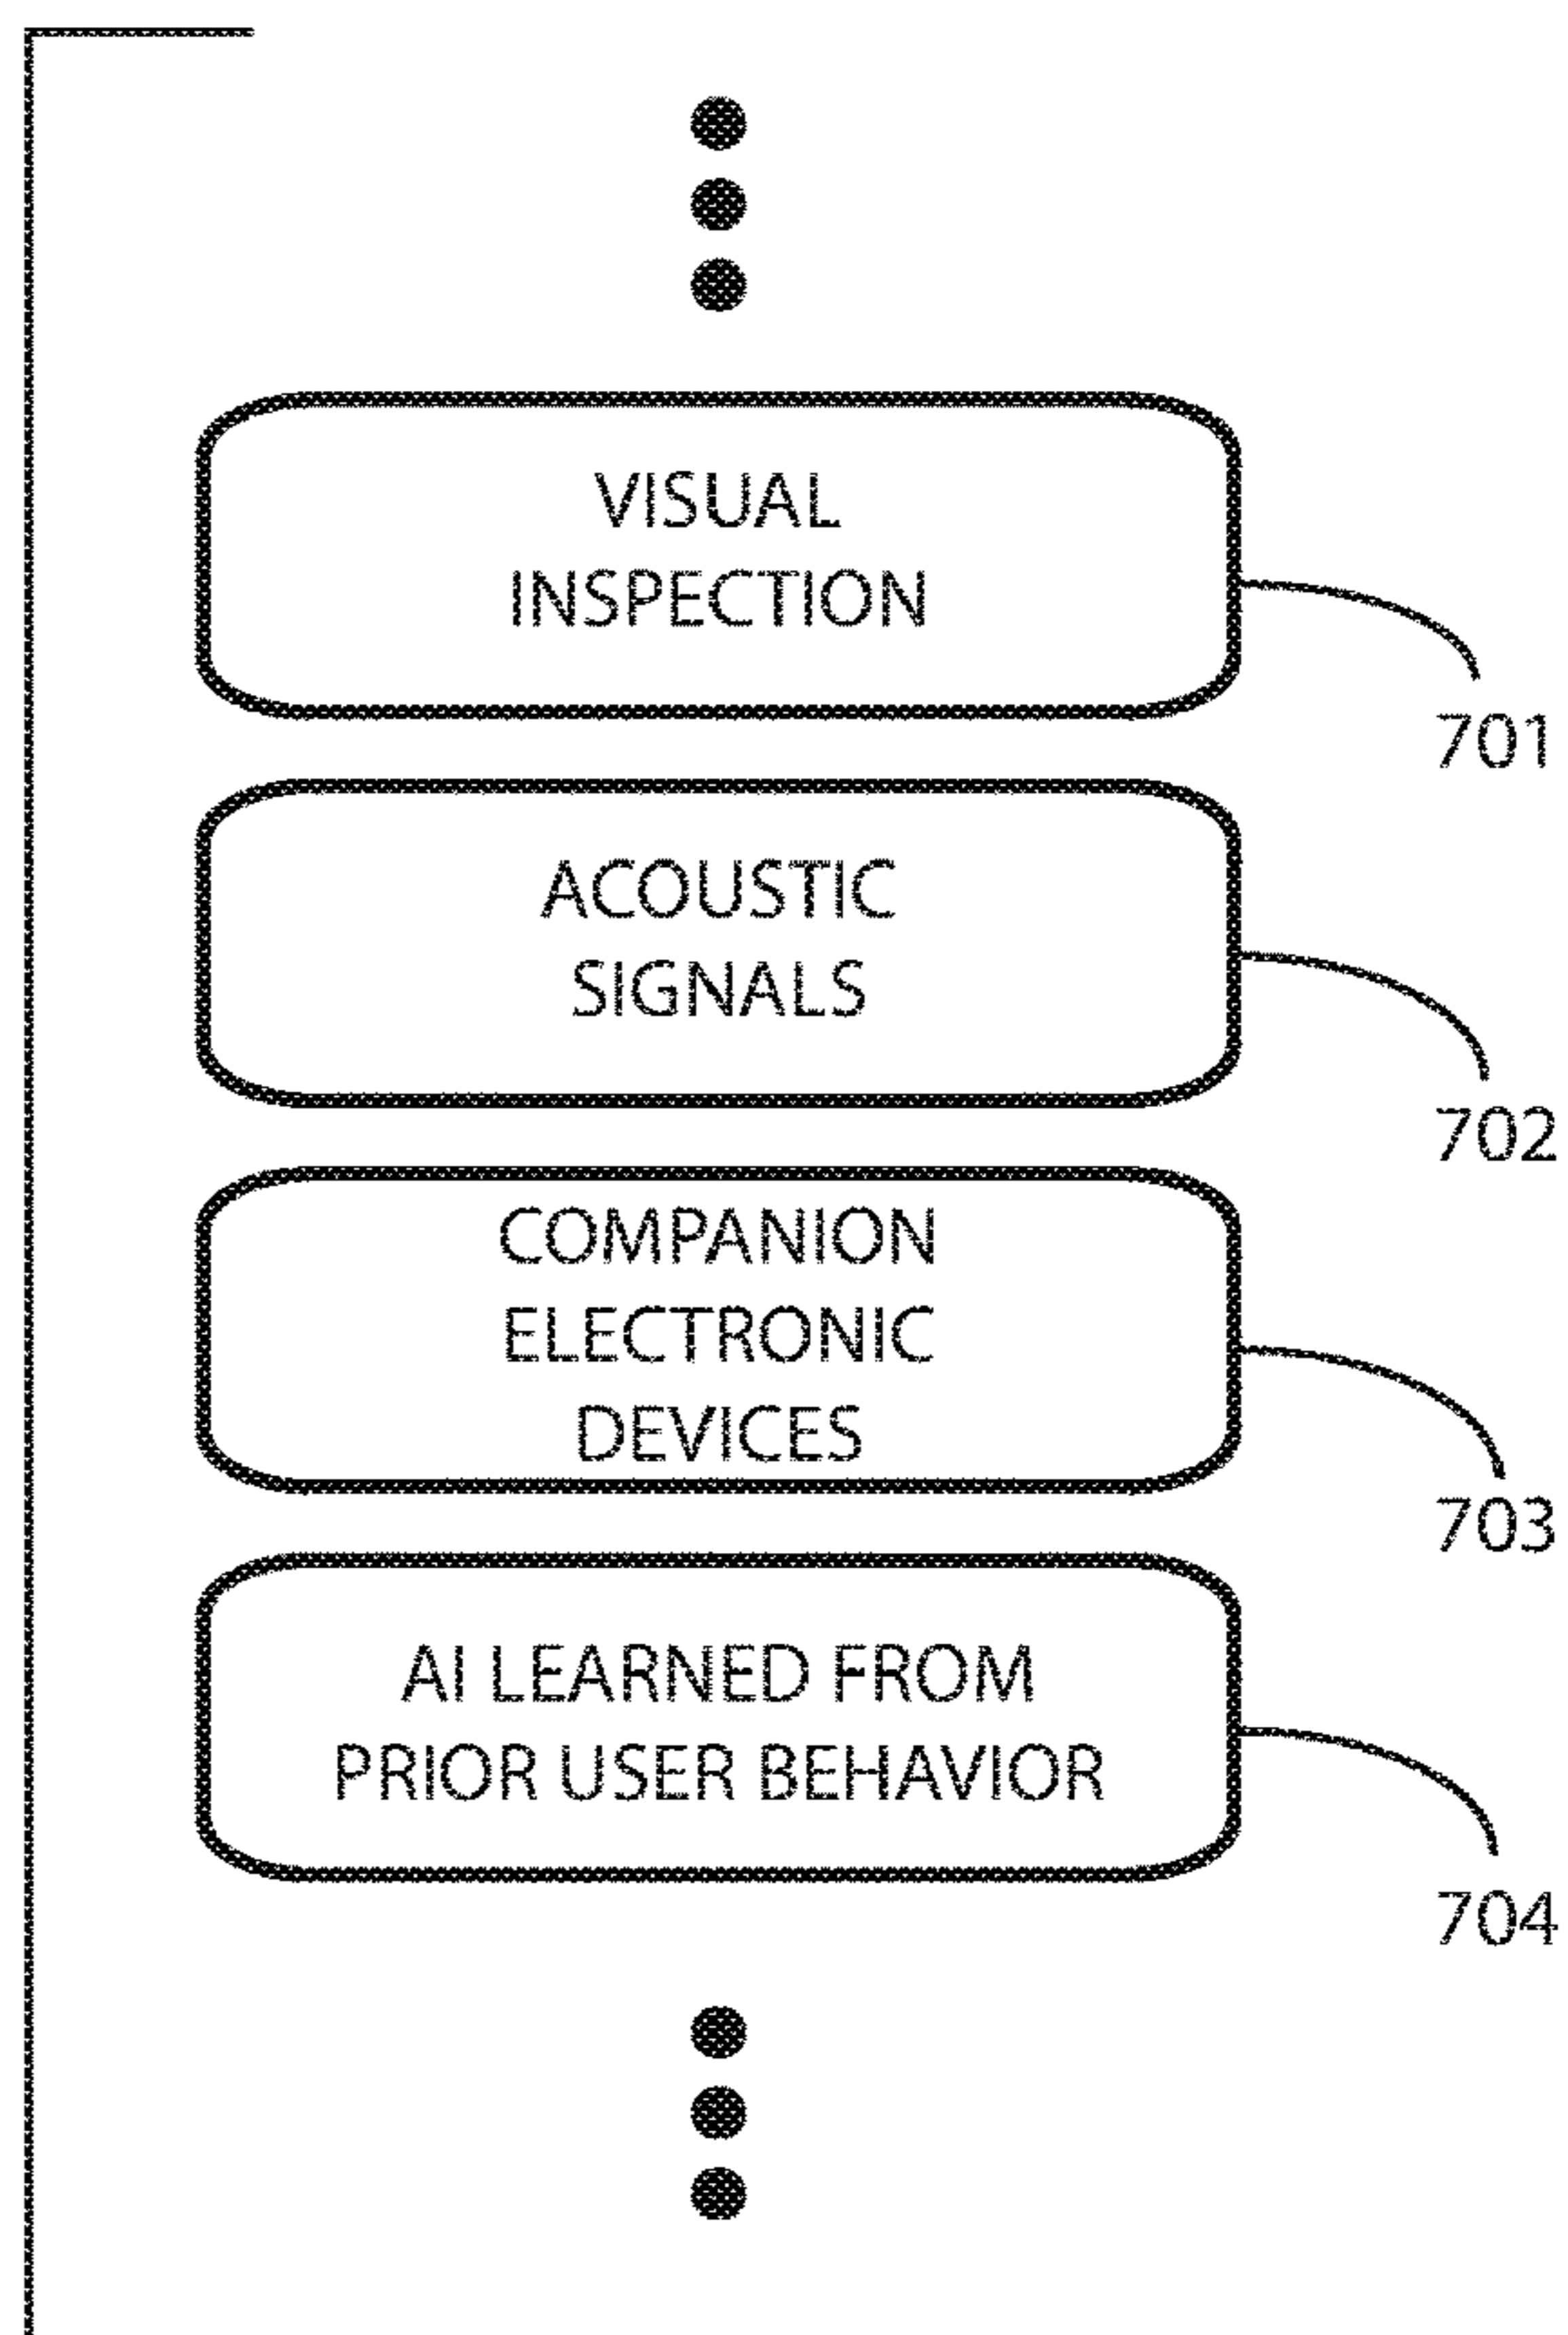 VISUAL
INSPECTION
701
ACOUSTIC
SIGNALS
702
COMPANION
ELECTRONIC
DEVICES
703
AI LEARNED FROM
PRIOR USER BEHAVIOR
704